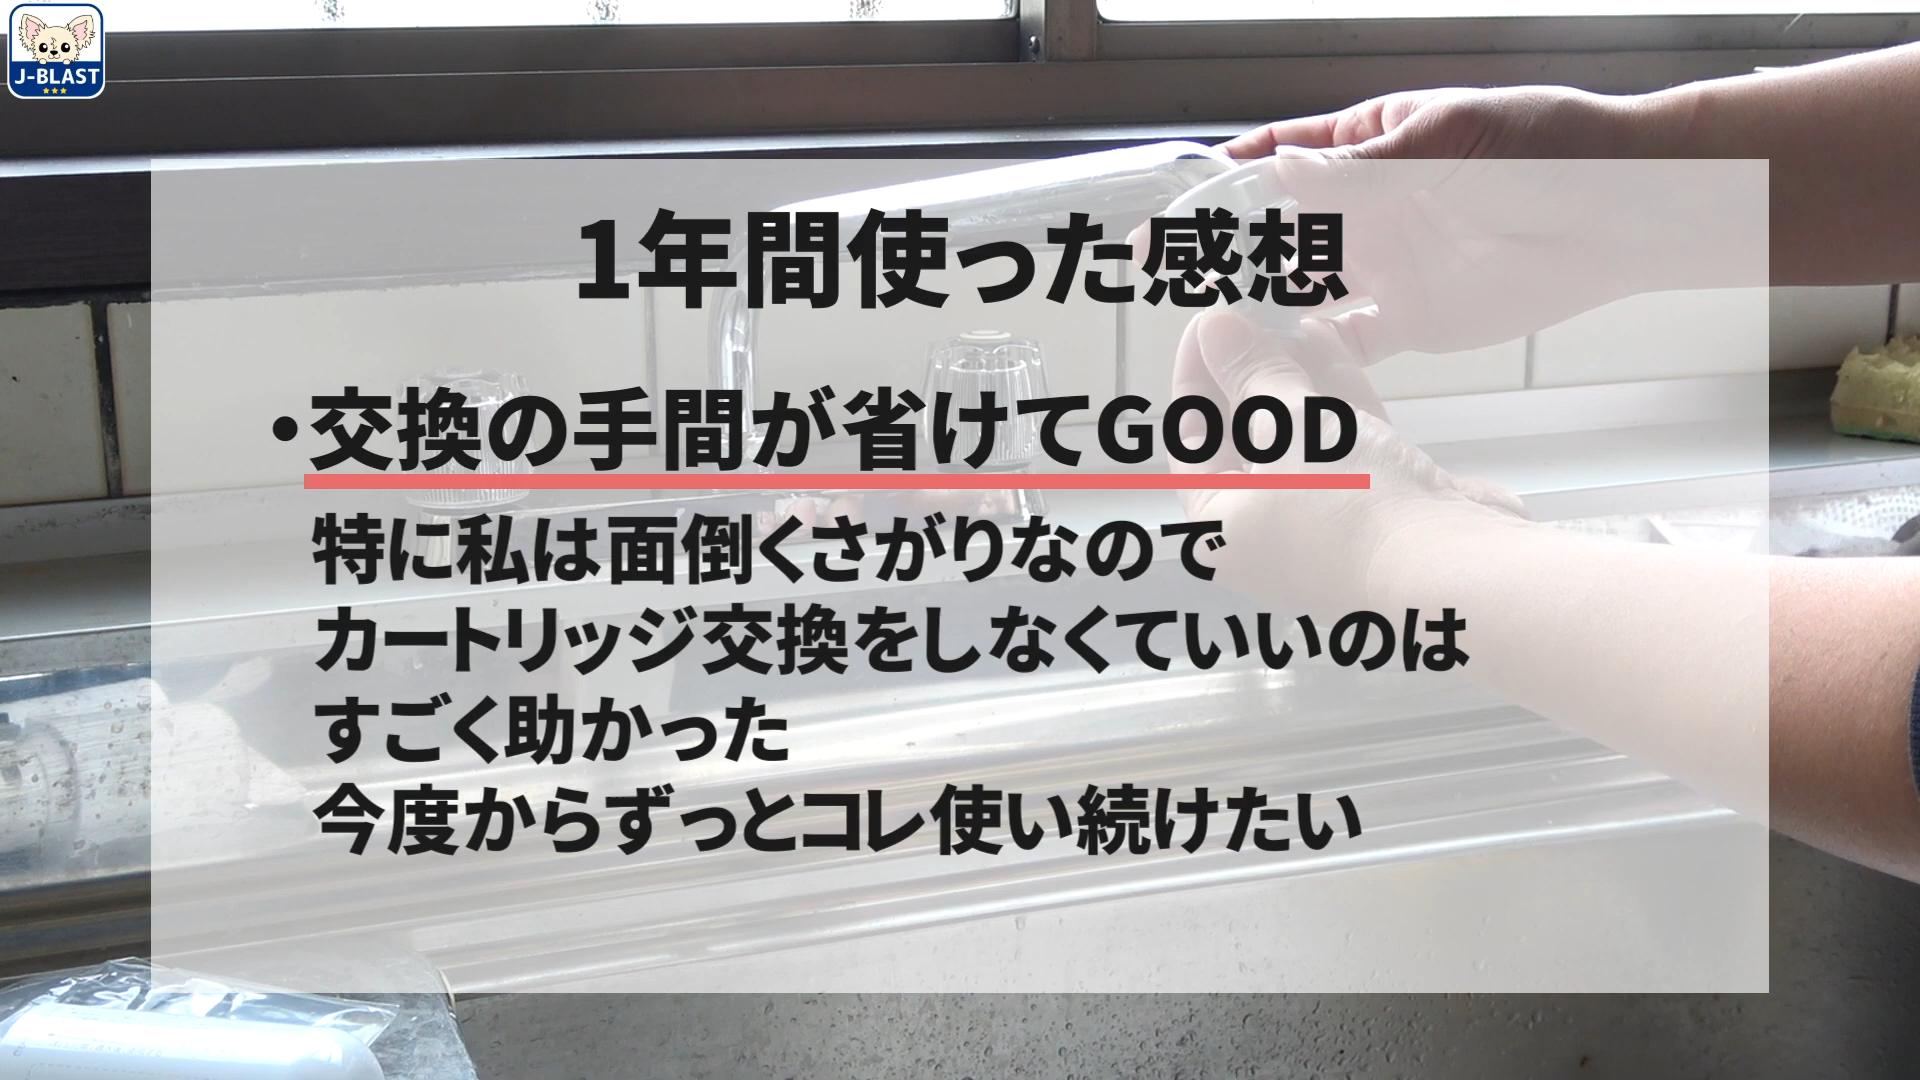 J-BLAST
1年間使った感想
・交換の手間が省けてGOOD
特に私は面倒くさがりなので
カートリッジ交換をしなくていいのは
すごく助かった
今度からずっとコレ使い続けたい